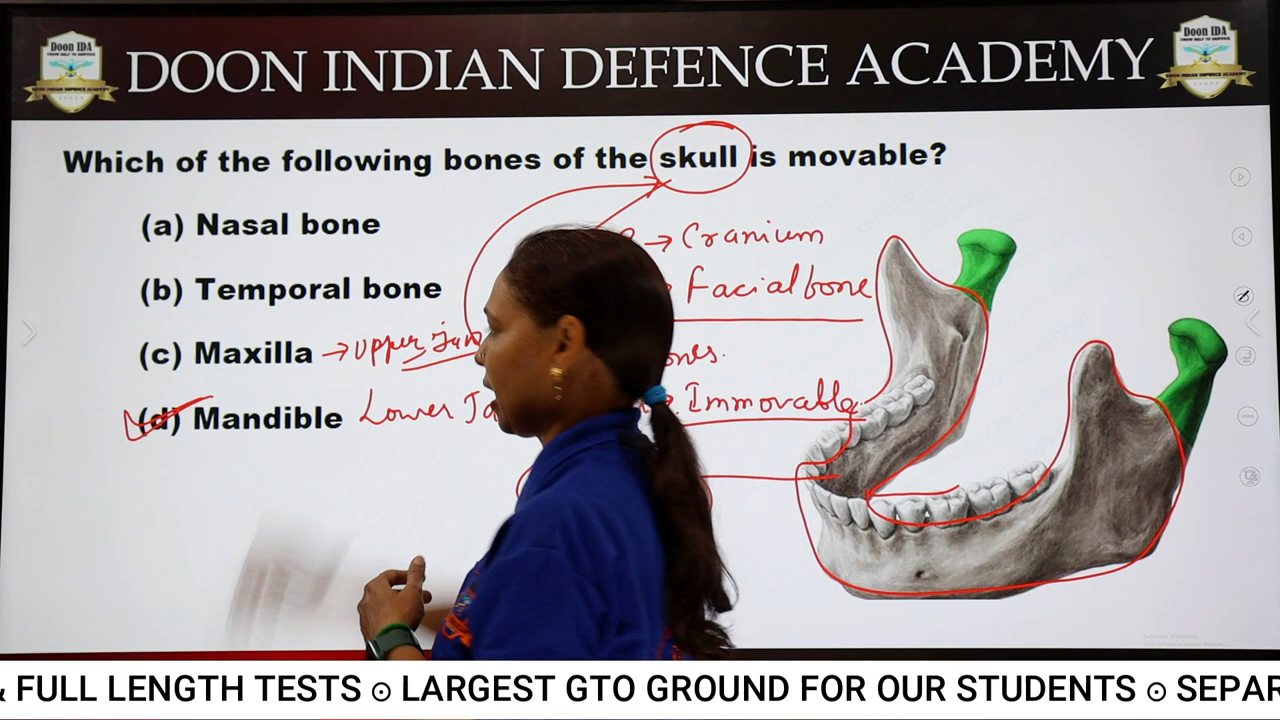 Doon IDA
DOON INDIAN DEFENCE ACADEMY
Doon IDA
Which of the following bones of the skull is movable?
(a) Nasal bone
→ Cranium
(b) Temporal bone
Facial bone
(c) Maxilla → upper Jaw
(d) Mandible Lower
Immovable
& FULL LENGTH TESTS ⊙ LARGEST GTO GROUND FOR OUR STUDENTS ⊙ SEPAR